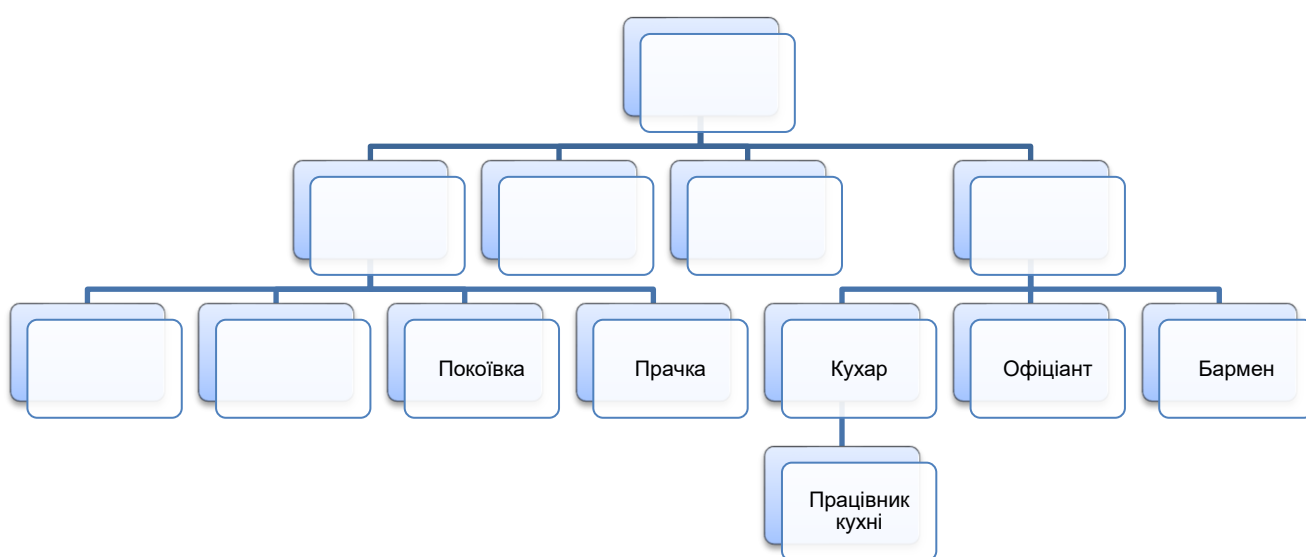 Покоївка
Прачка
Кухар
Офіціант
Бармен
Працівник
кухні